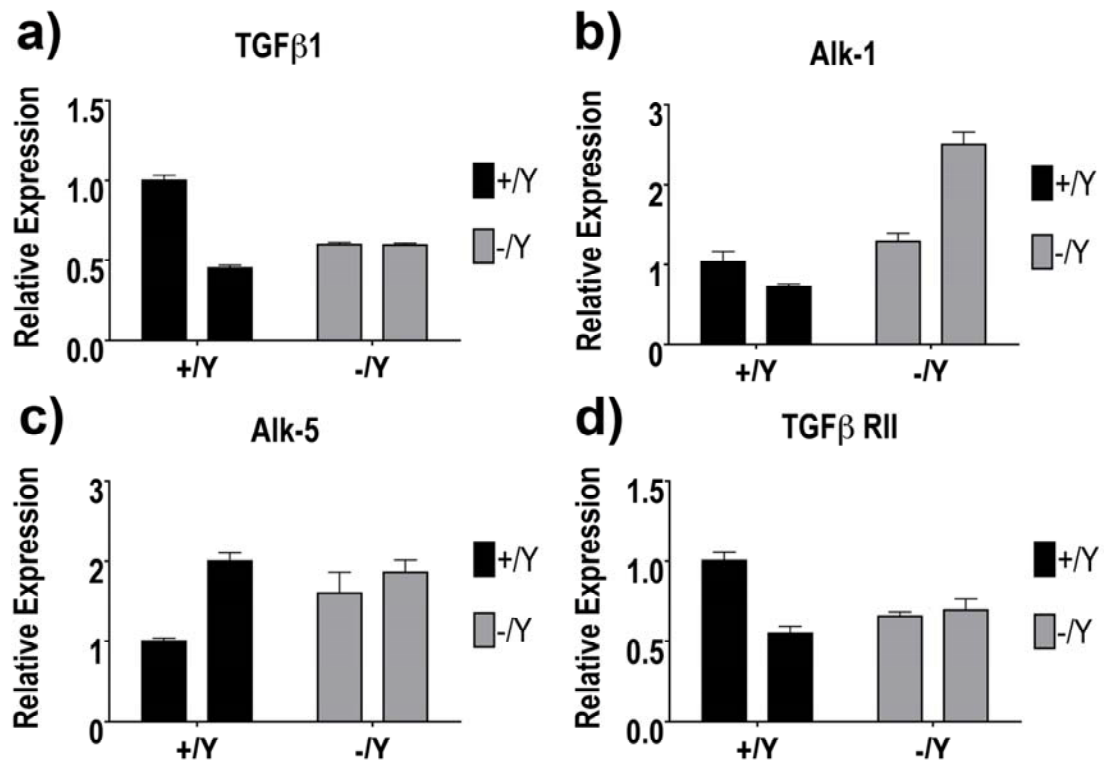 a)
TGFβ1
Relative Expression
1.5
1.0
0.5
0.0
+/Y
-/Y
+/Y
-/Y
b)
Alk-1
Relative Expression
3
2
1
0
+/Y
-/Y
+/Y
-/Y
c)
Alk-5
Relative Expression
3
2
1
0
+/Y
-/Y
+/Y
-/Y
d)
TGFβ RII
Relative Expression
1.5
1.0
0.5
0.0
+/Y
-/Y
+/Y
-/Y